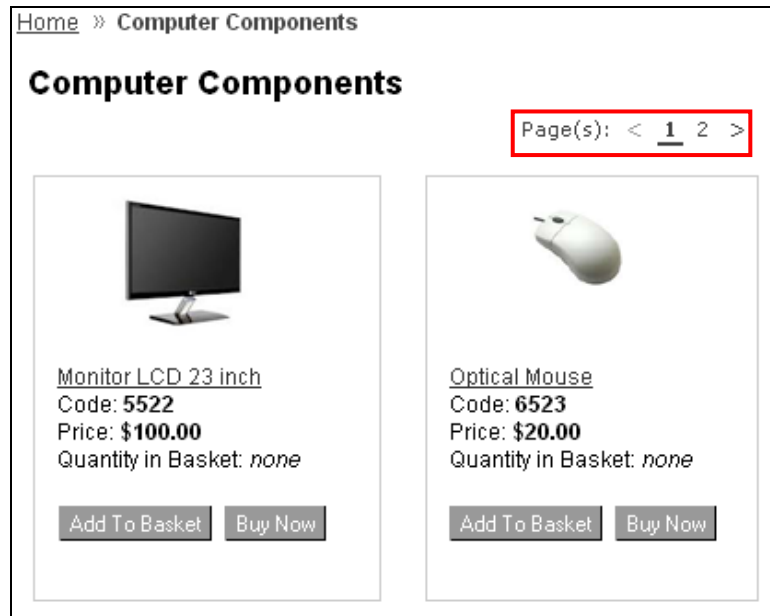 Home » Computer Components
Computer Components
Page(s): < 1 2 >
Monitor LCD 23 inch
Code: 5522
Price: $100.00
Quantity in Basket: none
Add To Basket Buy Now
Optical Mouse
Code: 6523
Price: $20.00
Quantity in Basket: none
Add To Basket Buy Now